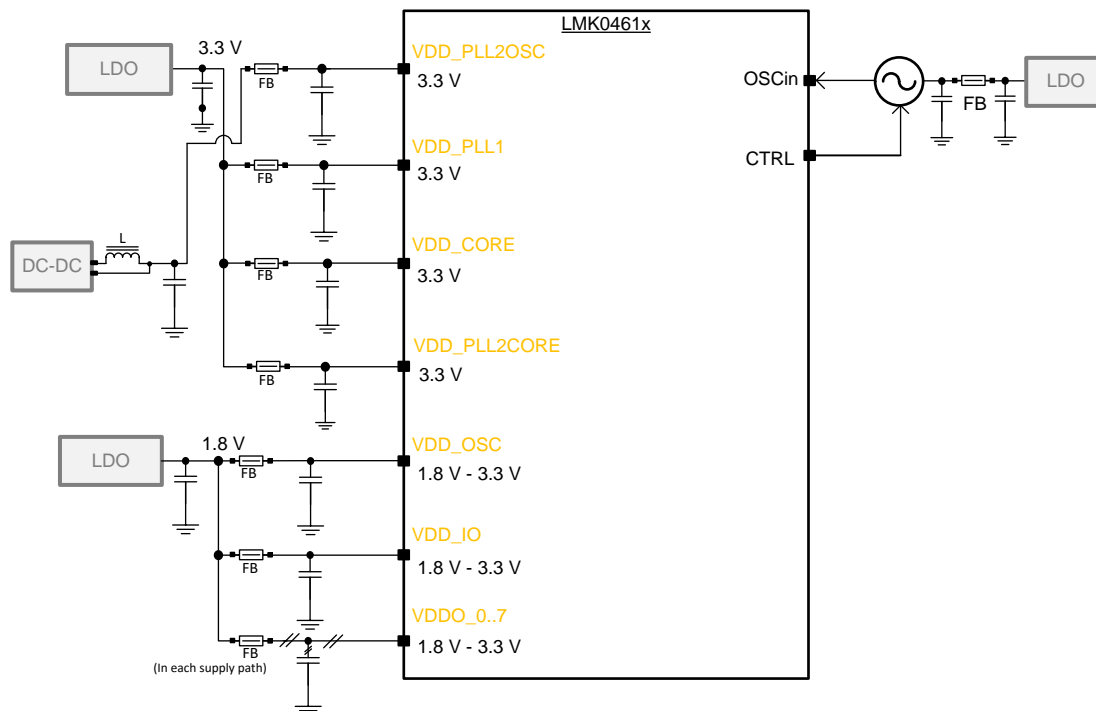 LMK0461x
3.3 V
LDO
FB
VDD_PLL2OSC
3.3 V
OSCin
FB
LDO
VDD_PLL1
3.3 V
FB
CTRL
L
DC-DC
FB
VDD_CORE
3.3 V
FB
VDD_PLL2CORE
3.3 V
1.8 V
LDO
FB
VDD_OSC
1.8 V - 3.3 V
FB
VDD_IO
1.8 V - 3.3 V
FB
(In each supply path)
VDDO_0..7
1.8 V - 3.3 V